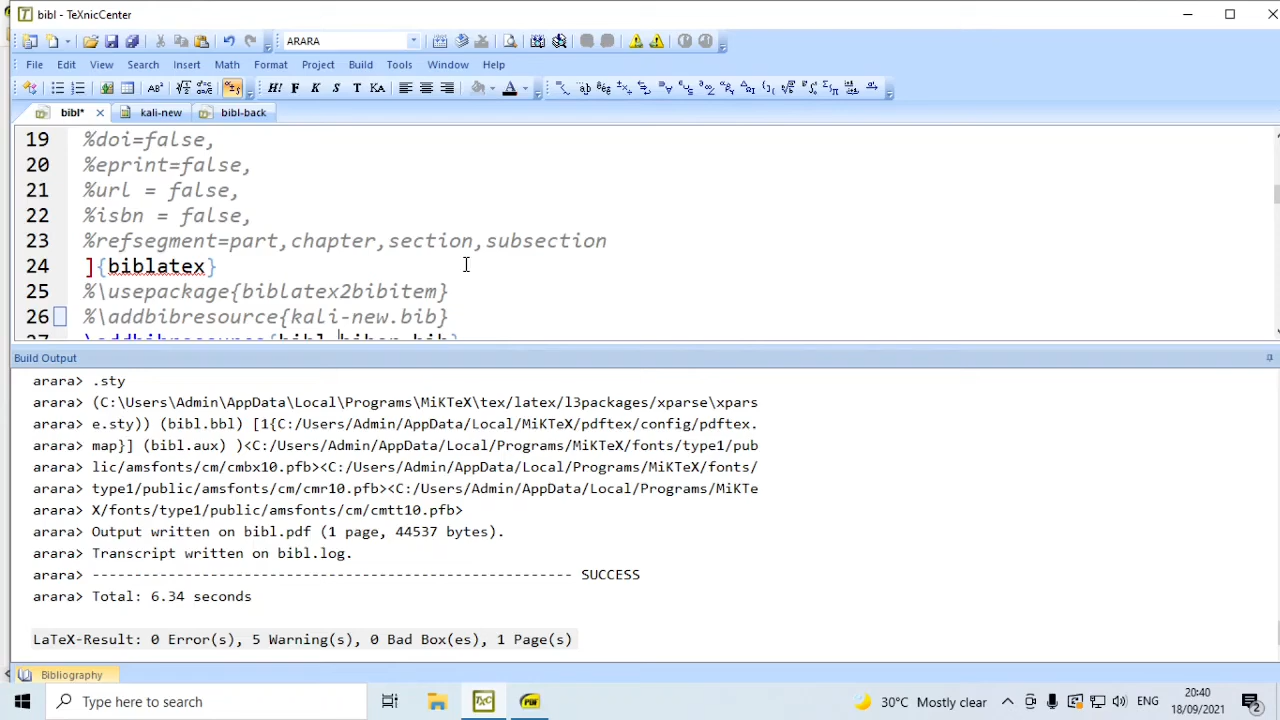 bibl - TeXnicCenter
ARARA
File Edit View Search Insert Math Format Project Build Tools Window Help
bibl* kali-new bibl-back
19 %doi=false,
20 %eprint=false,
21 %url = false,
22 %isbn = false,
23 %refsegment=part,chapter,section,subsection
24 ]{biblatex}
25 %\usepackage{biblatex2bibitem}
26 %\addbibresource{kali-new.bib}
Build Output
arara> .sty
arara> (C:\Users\Admin\AppData\Local\Programs\MiKTeX\tex/latex/l3packages/xparse\xpars
arara> e.sty)) (bibl.bbl) [1{C:/Users/Admin/AppData/Local/MiKTeX/pdftex/config/pdftex.
arara> map}] (bibl.aux) )<C:/Users/Admin/AppData/Local/Programs/MiKTeX/fonts/type1/pub
arara> lic/amsfonts/cm/cmbx10.pfb><C:/Users/Admin/AppData/Local/Programs/MiKTeX/fonts/
arara> type1/public/amsfonts/cm/cmr10.pfb><C:/Users/Admin/AppData/Local/Programs/MiKTe
arara> X/fonts/type1/public/amsfonts/cm/cmtt10.pfb>
arara> Output written on bibl.pdf (1 page, 44537 bytes).
arara> Transcript written on bibl.log.
arara> ---------------------------------------------------------- SUCCESS
arara> Total: 6.34 seconds
LaTeX-Result: 0 Error(s), 5 Warning(s), 0 Bad Box(es), 1 Page(s)
Bibliography
Type here to search
30°C Mostly clear
ENG
20:40
18/09/2021
2